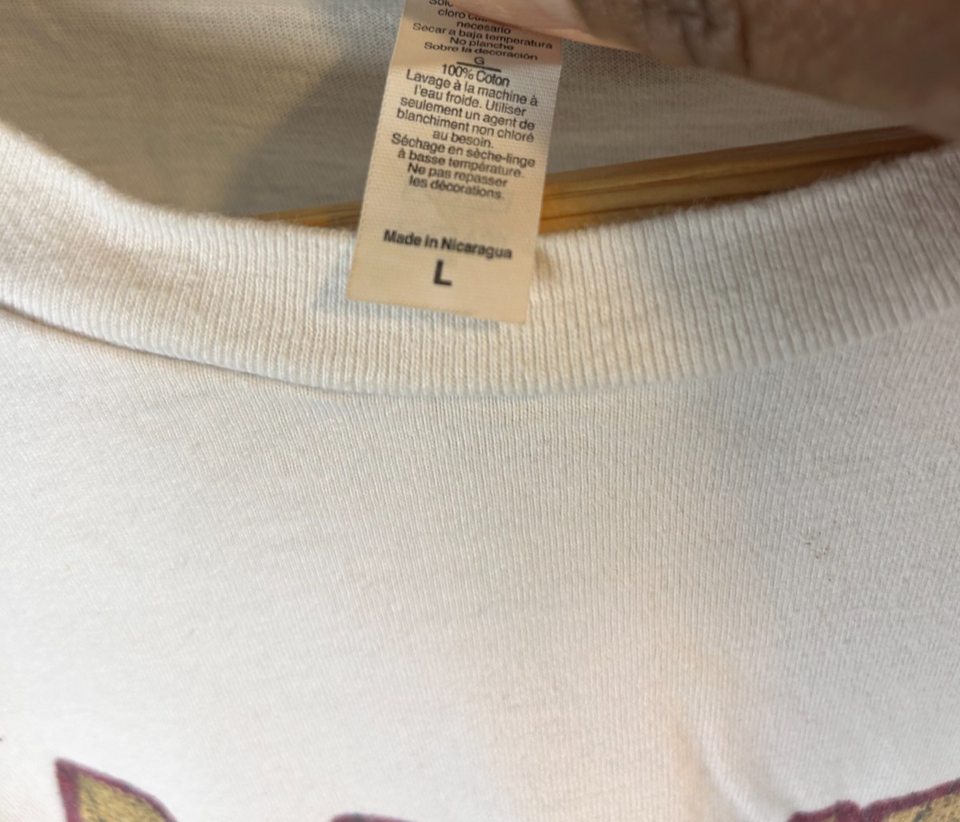 necesario
Secar a baja temperatura
No planche
Sobre la decoración
G
100% Coton
Lavage à la machine à
l'eau froide. Utiliser
seulement un agent de
blanchiment non chloré
au besoin.
Séchage en sèche-linge
à basse température.
Ne pas repasser
les décorations.
Made in Nicaragua
L